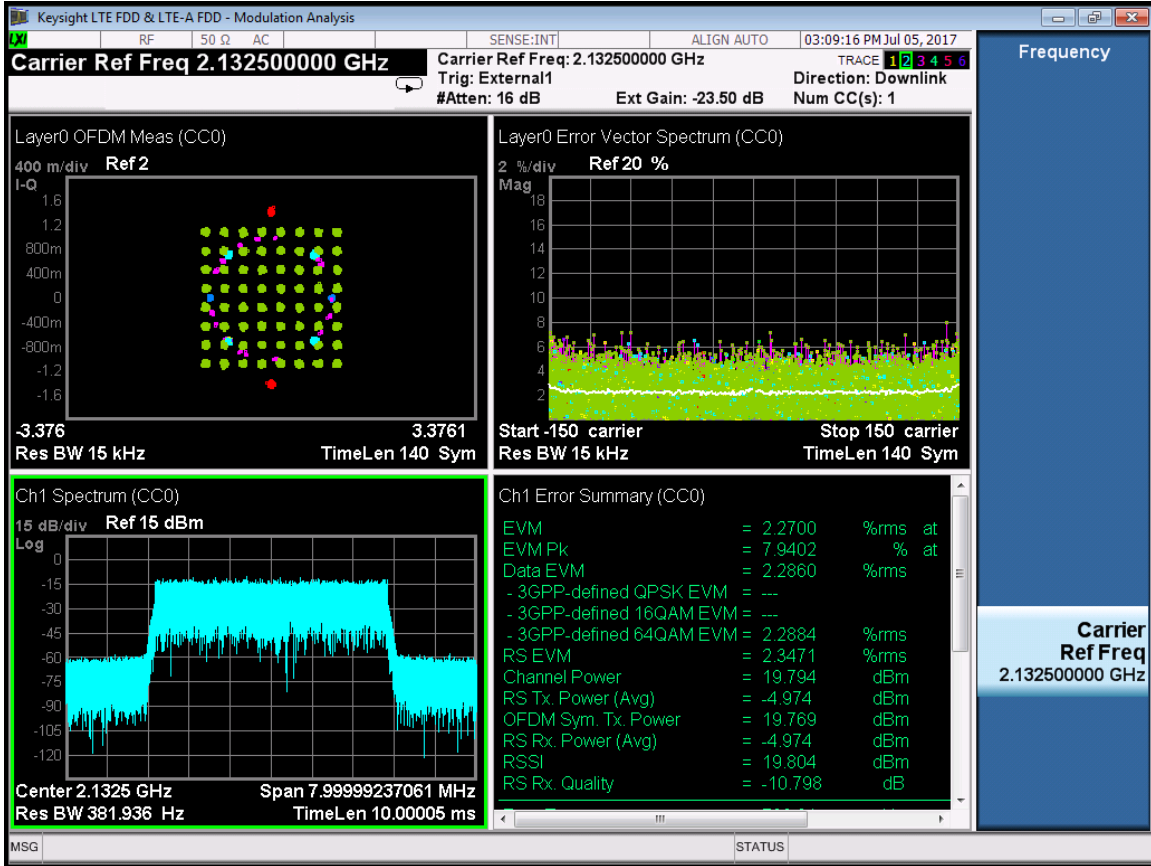 Keysight LTE FDD & LTE-A FDD - Modulation Analysis
LXI RF 50 Ω AC SENSE:INT ALIGN AUTO 03:09:16 PM Jul 05, 2017
Carrier Ref Freq 2.132500000 GHz
Carrier Ref Freq: 2.132500000 GHz
Trig: External1
#Atten: 16 dB Ext Gain: -23.50 dB
TRACE 1 2 3 4 5 6
Direction: Downlink
Num CC(s): 1
Layer0 OFDM Meas (CC0)
400 m/div Ref 2
I-Q
1.6
1.2
800m
400m
0
-400m
-800m
-1.2
-1.6
-3.376 3.3761
Res BW 15 kHz TimeLen 140 Sym
Layer0 Error Vector Spectrum (CC0)
2 %/div Ref 20 %
Mag
18
16
14
12
10
8
6
4
2
Start -150 carrier Stop 150 carrier
Res BW 15 kHz TimeLen 140 Sym
Ch1 Spectrum (CC0)
15 dB/div Ref 15 dBm
Log
0
-15
-30
-45
-60
-75
-90
-105
-120
Center 2.1325 GHz Span 7.99999237061 MHz
Res BW 381.936 Hz TimeLen 10.00005 ms
Ch1 Error Summary (CC0)
EVM = 2.2700 %rms at
EVM Pk = 7.9402 % at
Data EVM = 2.2860 %rms
- 3GPP-defined QPSK EVM = ---
- 3GPP-defined 16QAM EVM = ---
- 3GPP-defined 64QAM EVM = 2.2884 %rms
RS EVM = 2.3471 %rms
Channel Power = 19.794 dBm
RS Tx. Power (Avg) = -4.974 dBm
OFDM Sym. Tx. Power = 19.769 dBm
RS Rx. Power (Avg) = -4.974 dBm
RSSI = 19.804 dBm
RS Rx. Quality = -10.798 dB
Frequency
Carrier
Ref Freq
2.132500000 GHz
MSG STATUS